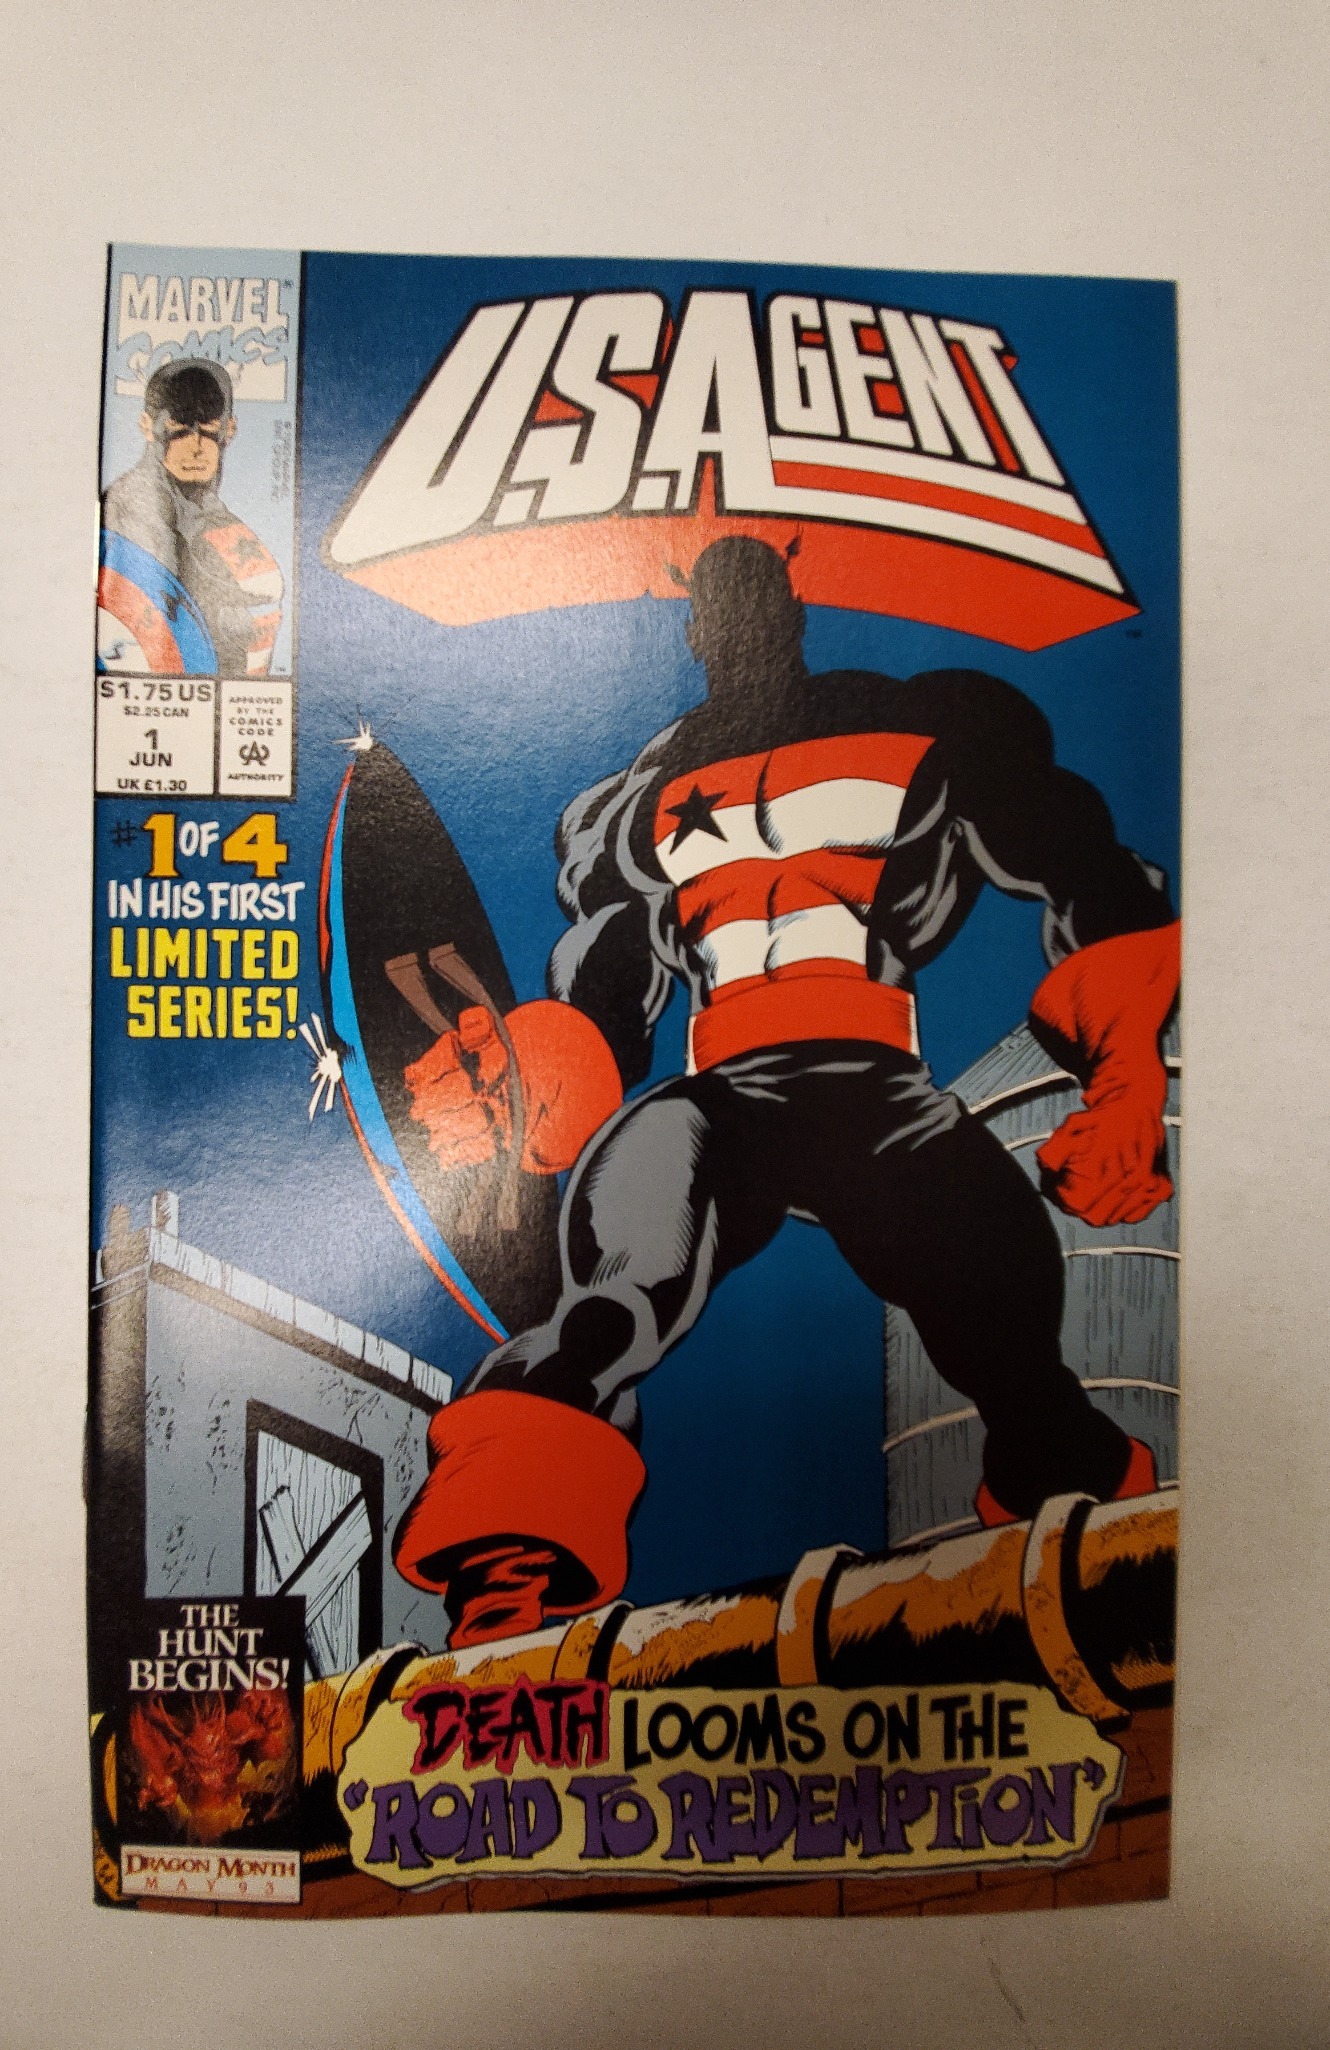 MARVEL
COMICS
$1.75 US
$2.25 CAN
1
JUN
UK £1.30
APPROVED
BY THE
COMICS
CODE
CA
AUTHORITY
U.S.AGENT
TM
#1 OF 4
IN HIS FIRST
LIMITED
SERIES!
THE
HUNT
BEGINS!
DRAGON MONTH
MAY 93
DEATH LOOMS ON THE
"ROAD TO REDEMPTION"